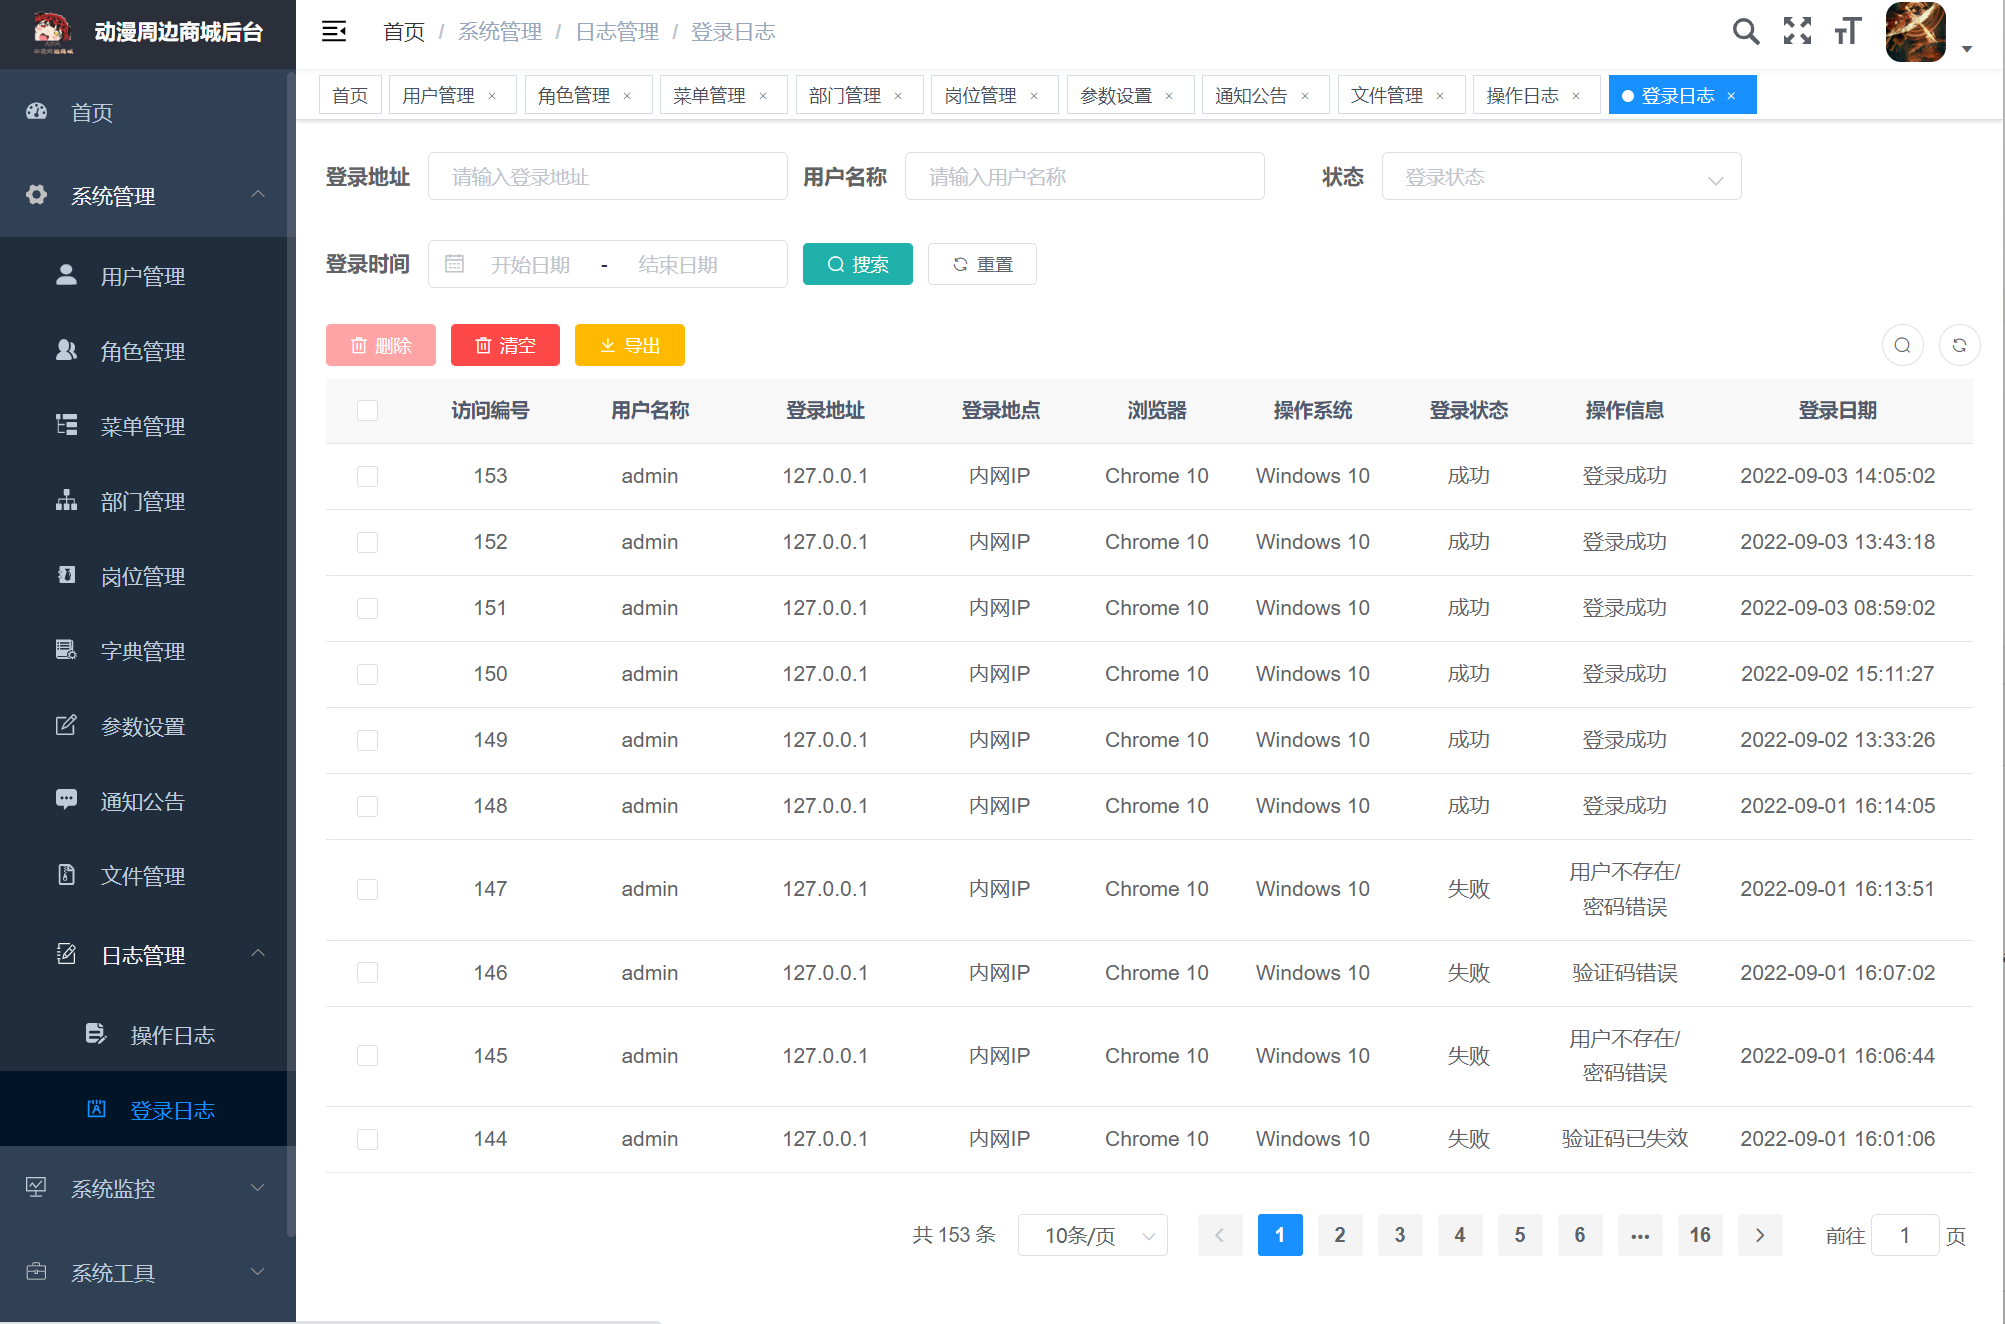 动漫周边商城后台
首页 / 系统管理 / 日志管理 / 登录日志
首页 用户管理 × 角色管理 × 菜单管理 × 部门管理 × 岗位管理 × 参数设置 × 通知公告 × 文件管理 × 操作日志 × 登录日志 ×
首页
系统管理
用户管理
角色管理
菜单管理
部门管理
岗位管理
字典管理
参数设置
通知公告
文件管理
日志管理
操作日志
登录日志
系统监控
系统工具
登录地址 请输入登录地址 用户名称 请输入用户名称 状态 登录状态
登录时间 开始日期 - 结束日期 搜索 重置
删除 清空 导出
访问编号 用户名称 登录地址 登录地点 浏览器 操作系统 登录状态 操作信息 登录日期
153 admin 127.0.0.1 内网IP Chrome 10 Windows 10 成功 登录成功 2022-09-03 14:05:02
152 admin 127.0.0.1 内网IP Chrome 10 Windows 10 成功 登录成功 2022-09-03 13:43:18
151 admin 127.0.0.1 内网IP Chrome 10 Windows 10 成功 登录成功 2022-09-03 08:59:02
150 admin 127.0.0.1 内网IP Chrome 10 Windows 10 成功 登录成功 2022-09-02 15:11:27
149 admin 127.0.0.1 内网IP Chrome 10 Windows 10 成功 登录成功 2022-09-02 13:33:26
148 admin 127.0.0.1 内网IP Chrome 10 Windows 10 成功 登录成功 2022-09-01 16:14:05
147 admin 127.0.0.1 内网IP Chrome 10 Windows 10 失败 用户不存在/密码错误 2022-09-01 16:13:51
146 admin 127.0.0.1 内网IP Chrome 10 Windows 10 失败 验证码错误 2022-09-01 16:07:02
145 admin 127.0.0.1 内网IP Chrome 10 Windows 10 失败 用户不存在/密码错误 2022-09-01 16:06:44
144 admin 127.0.0.1 内网IP Chrome 10 Windows 10 失败 验证码已失效 2022-09-01 16:01:06
共 153 条 10条/页 1 2 3 4 5 6 ••• 16 前往 1 页